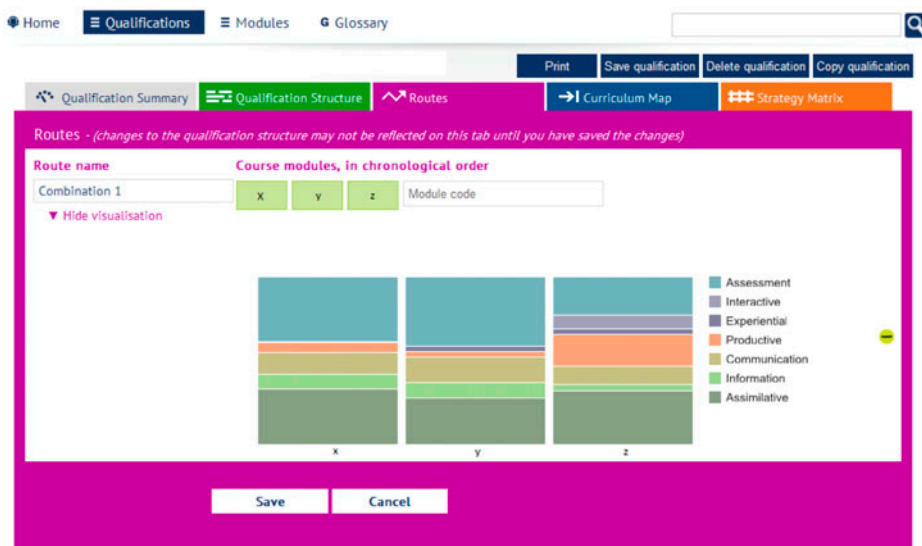 Home Qualifications Modules G Glossary
Print Save qualification Delete qualification Copy qualification
Qualification Summary Qualification Structure Routes Curriculum Map Strategy Matrix
Routes - (changes to the qualification structure may not be reflected on this tab until you have saved the changes)
Route name Course modules, in chronological order
Combination 1 x y z Module code
▼ Hide visualisation
Assessment
Interactive
Experiential
Productive
Communication
Information
Assimilative
x y z
Save Cancel